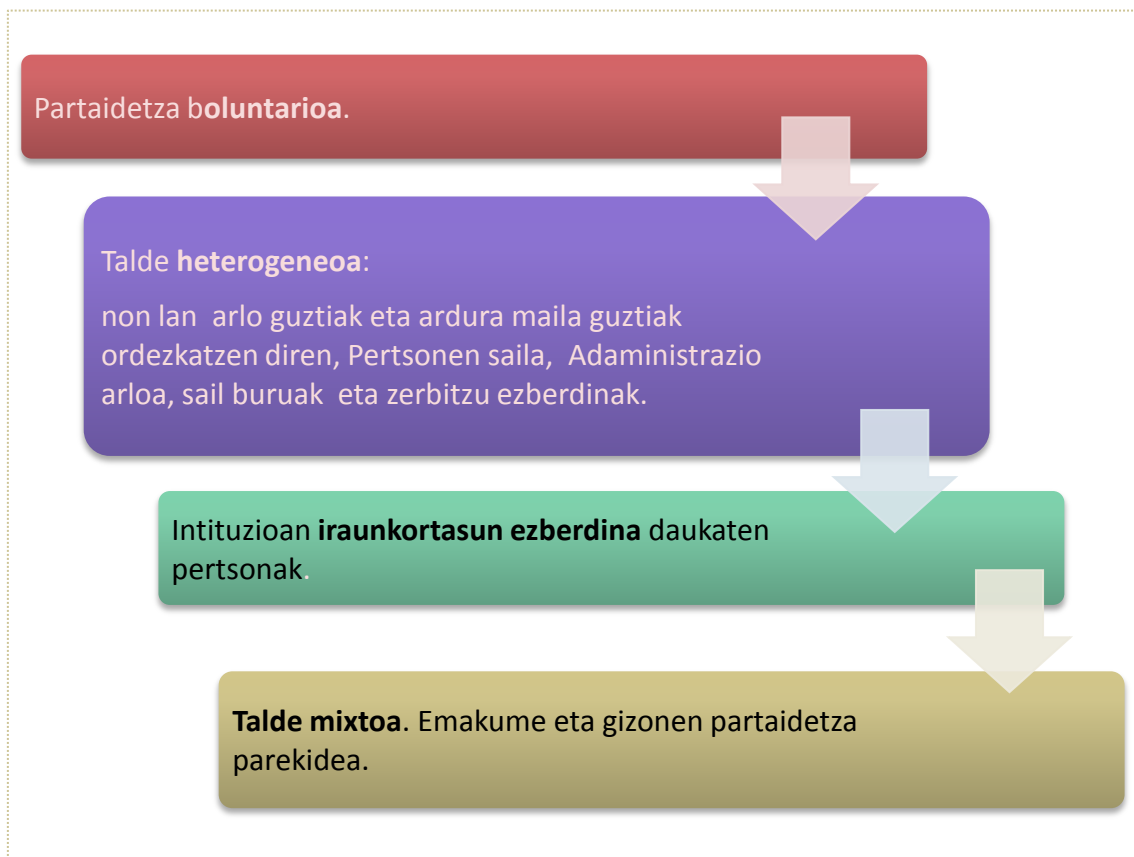 Partaidetza boluntarioa.
Talde heterogeneoa:
non lan arlo guztiak eta ardura maila guztiak
ordezkatzen diren, Pertsonen saila, Adaministrazio
arloa, sail buruak eta zerbitzu ezberdinak.
Intituzioan iraunkortasun ezberdina daukaten
pertsonak.
Talde mixtoa. Emakume eta gizonen partaidetza
parekidea.